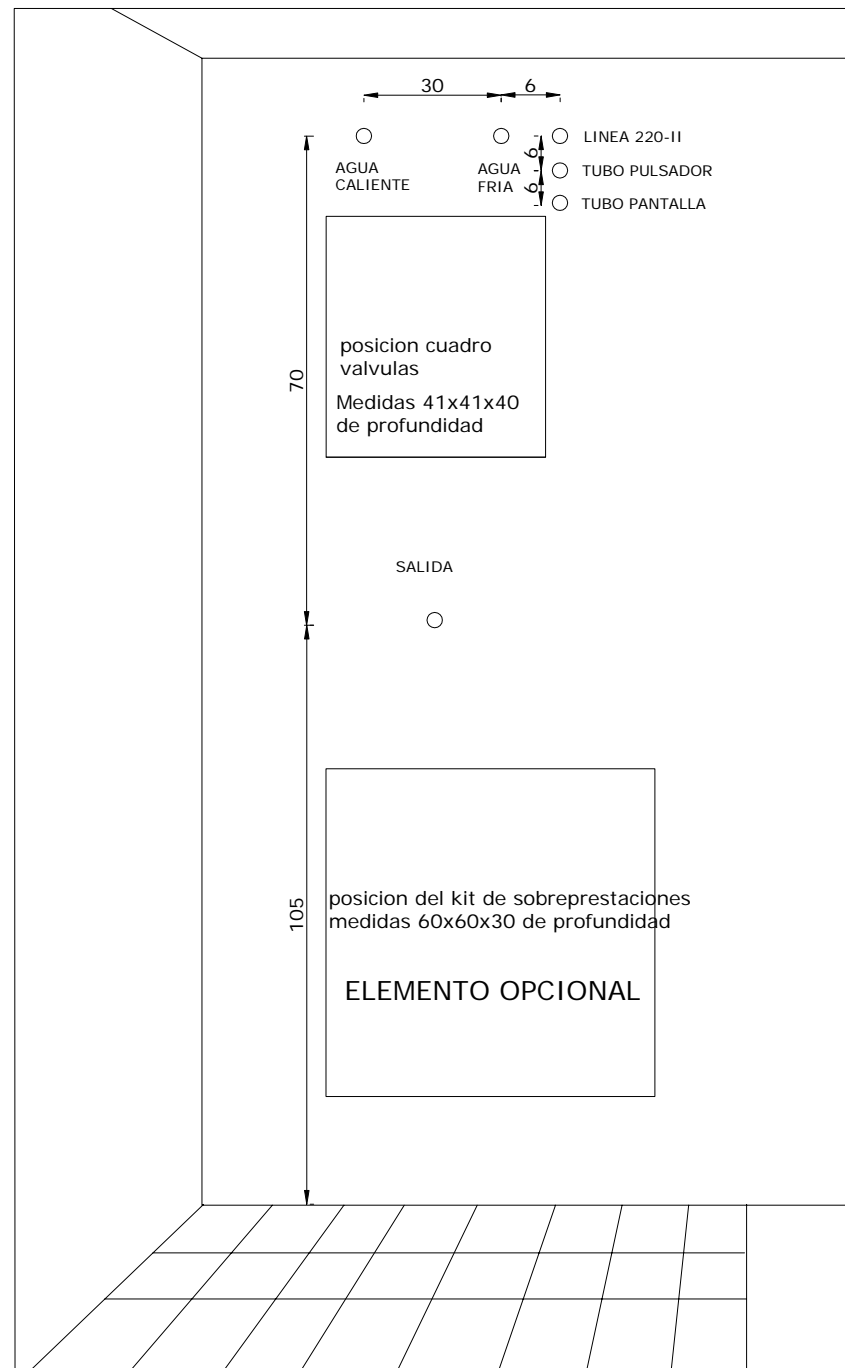 30
6
LINEA 220-II
6
AGUA
CALIENTE
AGUA
FRIA
TUBO PULSADOR
6
TUBO PANTALLA
posicion cuadro
valvulas
70
Medidas 41x41x40
de profundidad
SALIDA
posicion del kit de sobreprestaciones
105
medidas 60x60x30 de profundidad
ELEMENTO OPCIONAL